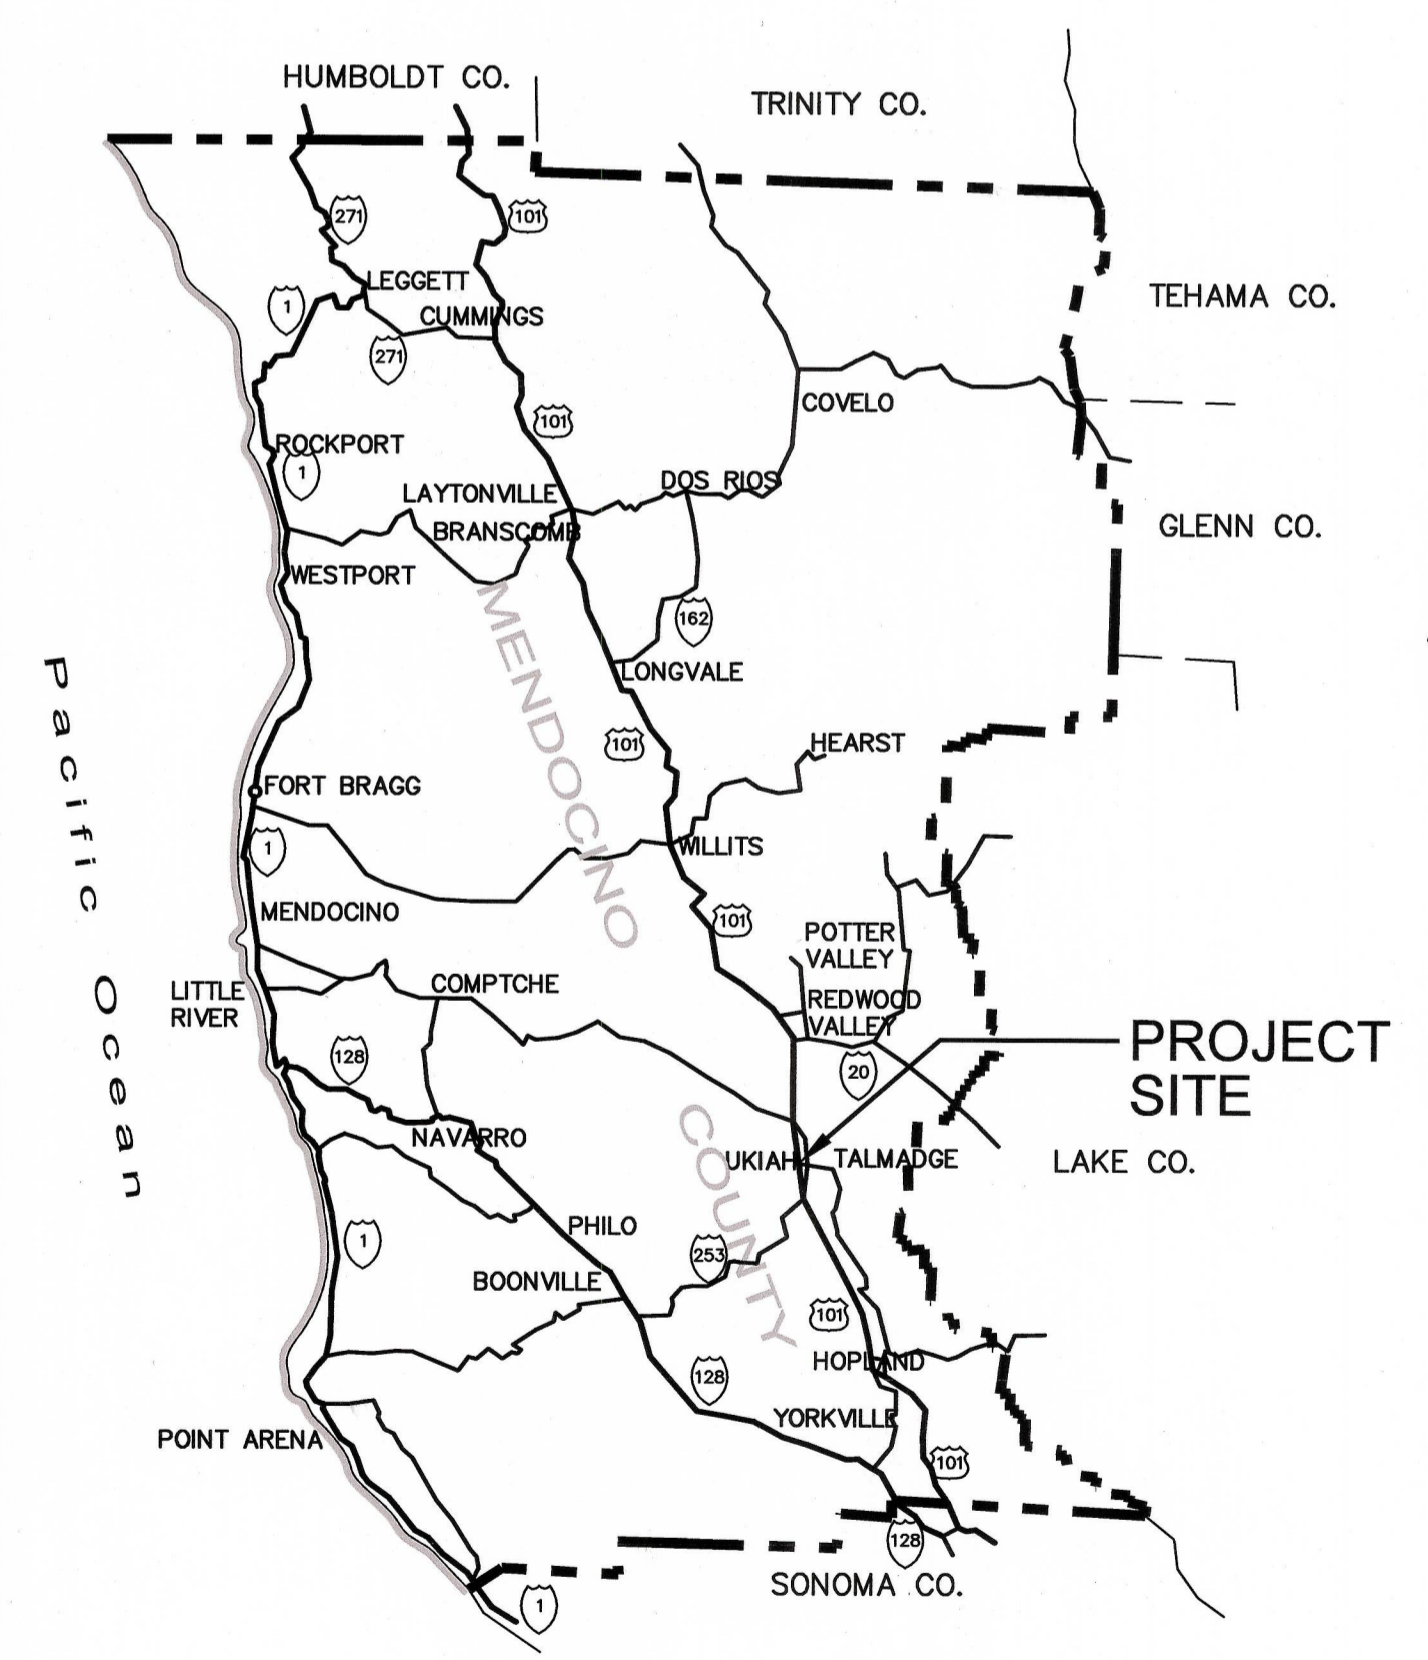 HUMBOLDT CO.
TRINITY CO.
271
101
LEGGETT
TEHAMA CO.
1
CUMMINGS
271
COVELO
101
ROCKPORT
1
DOS RIOS
LAYTONVILLE
BRANSCOMB
GLENN CO.
WESTPORT
162
LONGVALE
MENDOCINO
Pacific Ocean
101
HEARST
FORT BRAGG
1
WILLITS
MENDOCINO
101
POTTER
VALLEY
COMPTCHE
LITTLE
RIVER
REDWOOD
VALLEY
PROJECT
SITE
128
20
NAVARRO
UKIAH
TALMADGE
LAKE CO.
COUNTY
PHILO
1
253
BOONVILLE
101
HOPLAND
128
YORKVILLE
POINT ARENA
101
128
SONOMA CO.
1